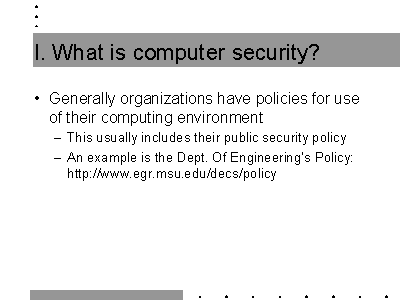 I. What is computer security?
• Generally organizations have policies for use
of their computing environment
– This usually includes their public security policy
– An example is the Dept. Of Engineering's Policy:
http://www.egr.msu.edu/decs/policy